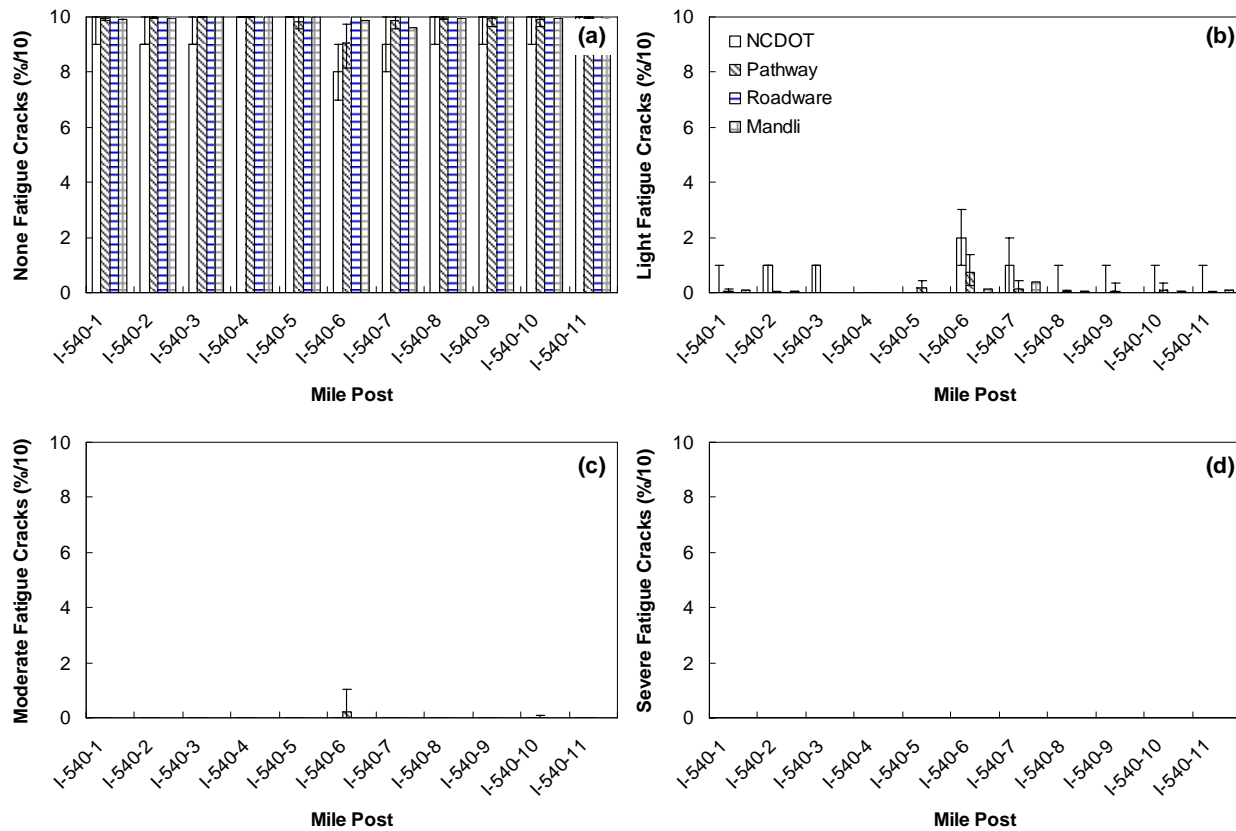 None Fatigue Cracks (%/10)
10
8
6
4
2
0
(a)
I-540-1
I-540-2
I-540-3
I-540-4
I-540-5
I-540-6
I-540-7
I-540-8
I-540-9
I-540-10
I-540-11
Mile Post
Light Fatigue Cracks (%/10)
10
8
6
4
2
0
(b)
NCDOT
Pathway
Roadware
Mandli
I-540-1
I-540-2
I-540-3
I-540-4
I-540-5
I-540-6
I-540-7
I-540-8
I-540-9
I-540-10
I-540-11
Mile Post
Moderate Fatigue Cracks (%/10)
10
8
6
4
2
0
(c)
I-540-1
I-540-2
I-540-3
I-540-4
I-540-5
I-540-6
I-540-7
I-540-8
I-540-9
I-540-10
I-540-11
Mile Post
Severe Fatigue Cracks (%/10)
10
8
6
4
2
0
(d)
I-540-1
I-540-2
I-540-3
I-540-4
I-540-5
I-540-6
I-540-7
I-540-8
I-540-9
I-540-10
I-540-11
Mile Post